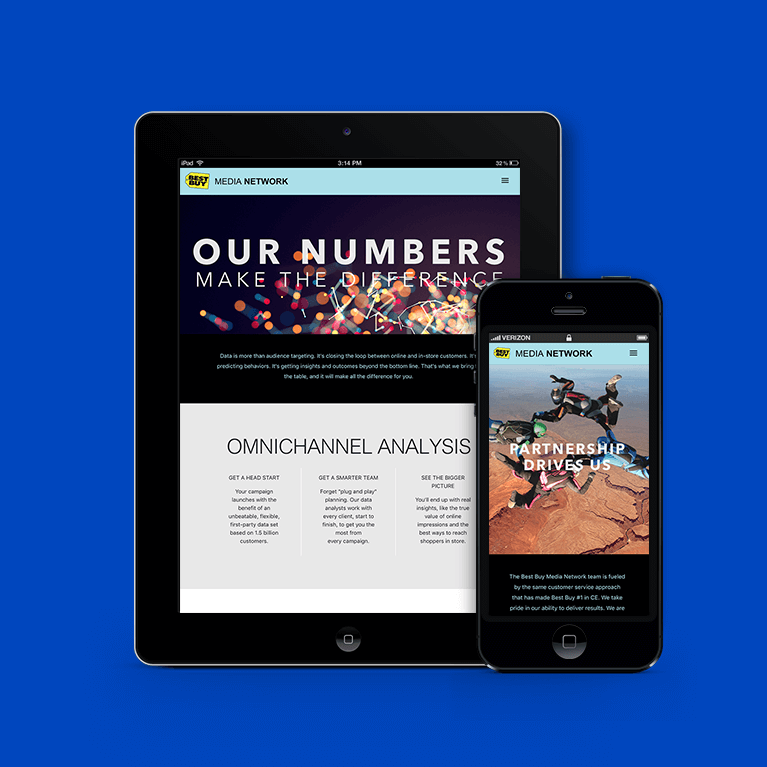 iPad
3:14 PM
32 %
BEST BUY
MEDIA NETWORK
OUR NUMBERS
MAKE THE DIFFERENCE
Data is more than audience targeting. It's closing the loop between online and in-store customers. It's
predicting behaviors. It's getting insights and outcomes beyond the bottom line. That's what we bring
the table, and it will make all the difference for you.
OMNICHANNEL ANALYSIS
GET A HEAD START
Your campaign
launches with the
benefit of an
unbeatable, flexible,
first-party data set
based on 1.5 billion
customers.
GET A SMARTER TEAM
Forget "plug and play"
planning. Our data
analysts work with
every client, start to
finish, to get you the
most from
every campaign.
SEE THE BIGGER
PICTURE
You'll end up with real
insights, like the true
value of online
impressions and the
best ways to reach
shoppers in store.
VERIZON
BEST BUY
MEDIA NETWORK
PARTNERSHIP
DRIVES US
The Best Buy Media Network team is fueled
by the same customer service approach
that has made Best Buy #1 in CE. We take
pride in our ability to deliver results. We are